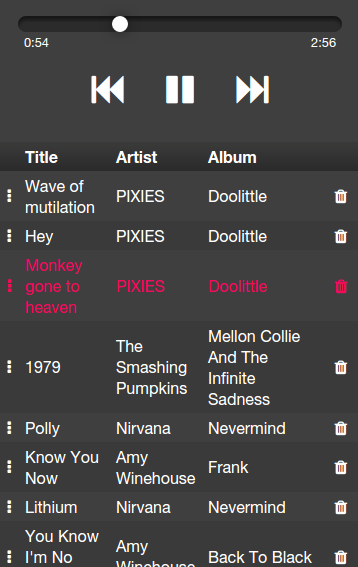 0:54 2:56
Title Artist Album
Wave of
mutilation PIXIES Doolittle
Hey PIXIES Doolittle
Monkey
gone to
heaven PIXIES Doolittle
1979
The
Smashing
Pumpkins
Mellon Collie
And The
Infinite
Sadness
Polly Nirvana Nevermind
Know You
Now
Amy
Winehouse
Frank
Lithium Nirvana Nevermind
You Know
I'm No
Amy
Winehouse
Back To Black